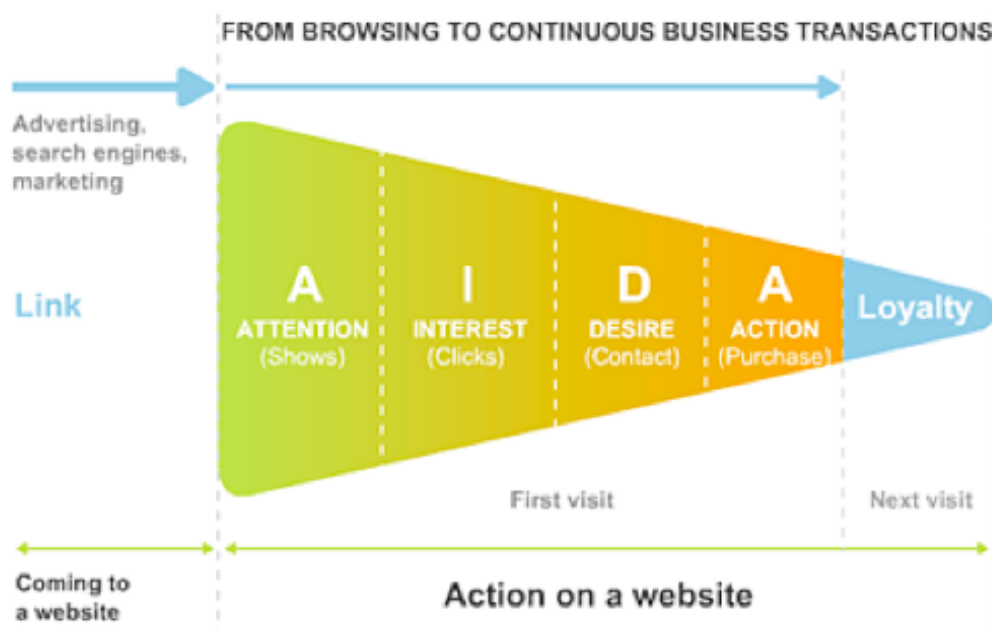 FROM BROWSING TO CONTINUOUS BUSINESS TRANSACTIONS
Advertising,
search engines,
marketing
Link
A
ATTENTION
(Shows)
I
INTEREST
(Clicks)
D
DESIRE
(Contact)
A
ACTION
(Purchase)
Loyalty
First visit
Next visit
Coming to
a website
Action on a website